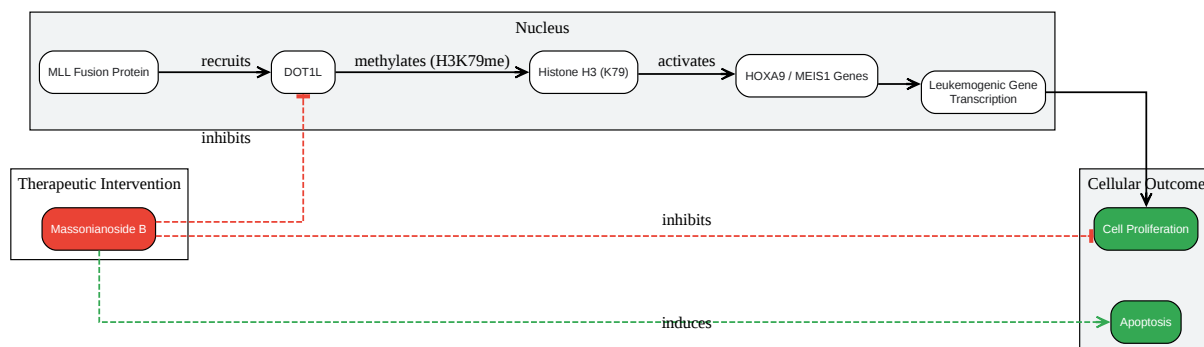 Nucleus
MLL Fusion Protein
recruits
DOT1L
methylates (H3K79me)
Histone H3 (K79)
activates
HOXA9 / MEIS1 Genes
Leukemogenic Gene
Transcription
inhibits
Therapeutic Intervention
Massonianoside B
inhibits
Cellular Outcome
Cell Proliferation
induces
Apoptosis